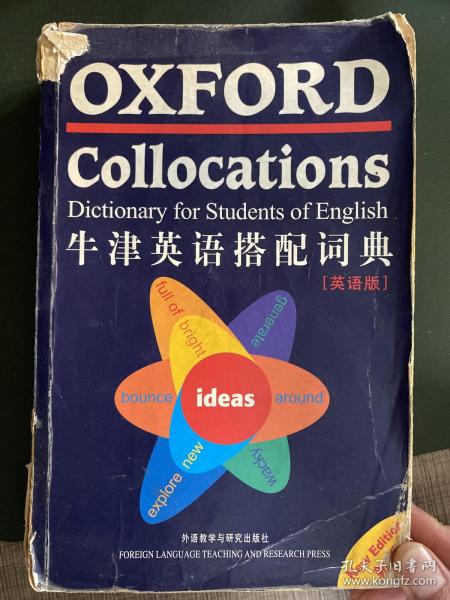 OXFORD
Collocations
Dictionary for Students of English
牛津英语搭配词典
[英语版]
full of
bright
generate
bounce
ideas
around
explore
new
wacky
外语教学与研究出版社
FOREIGN LANGUAGE TEACHING AND RESEARCH PRESS
Edition
孔夫子旧书网
www.kongfz.com